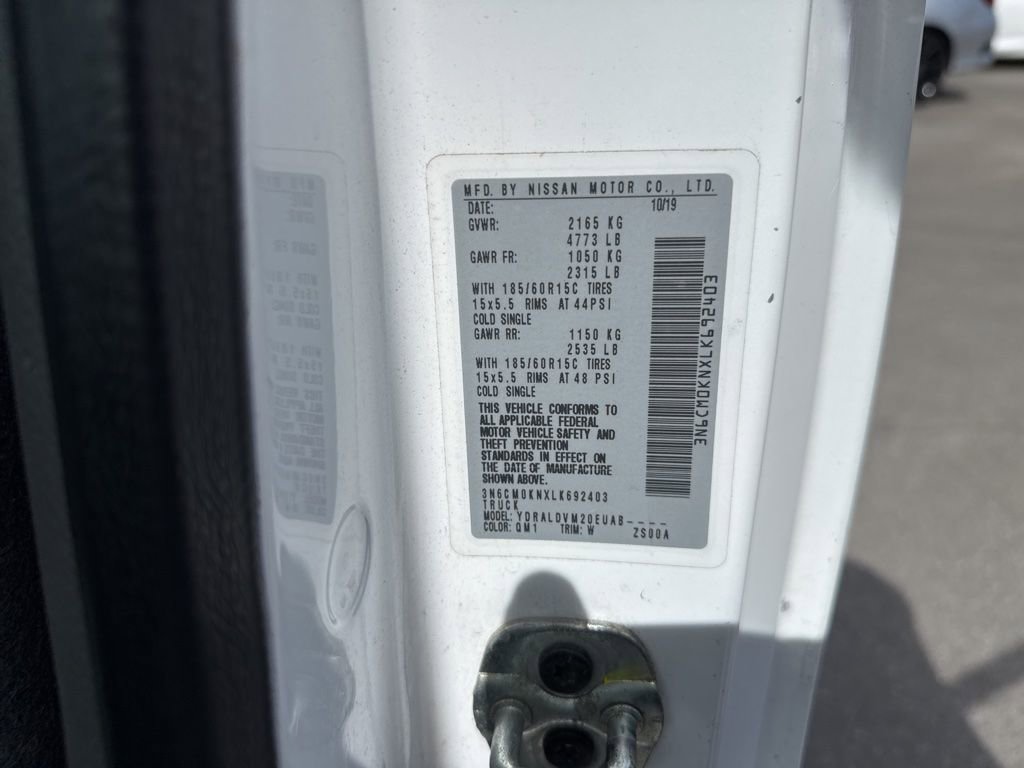 MFD. BY NISSAN MOTOR CO., LTD.
DATE: 10/19
GVWR: 2165 KG
4773 LB
GAWR FR: 1050 KG
2315 LB
WITH 185/60R15C TIRES
15x5.5 RIMS AT 44PSI
COLD SINGLE
GAWR RR: 1150 KG
2535 LB
WITH 185/60R15C TIRES
15x5.5 RIMS AT 48 PSI
COLD SINGLE
THIS VEHICLE CONFORMS TO
ALL APPLICABLE FEDERAL
MOTOR VEHICLE SAFETY AND
THEFT PREVENTION
STANDARDS IN EFFECT ON
THE DATE OF MANUFACTURE
SHOWN ABOVE.
3N6CM0KNXLK692403
TRUCK
MODEL: YDRALDVM20EUAB----
COLOR: QM1 TRIM: W ZS00A
3N6CM0KNXLK692403